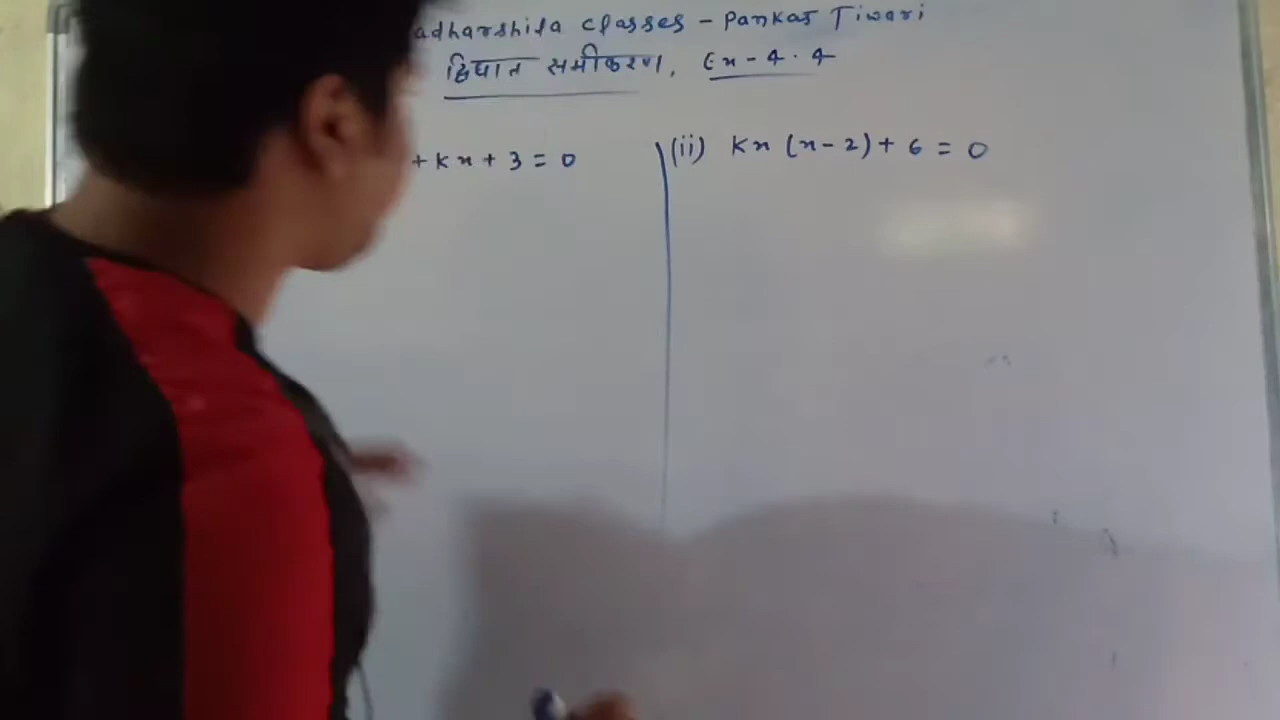 adharshila classes - Pankaj Tiwari
द्विघात समीकरण, Ex - 4.4
+ kx + 3 = 0
(ii) kx (x - 2) + 6 = 0